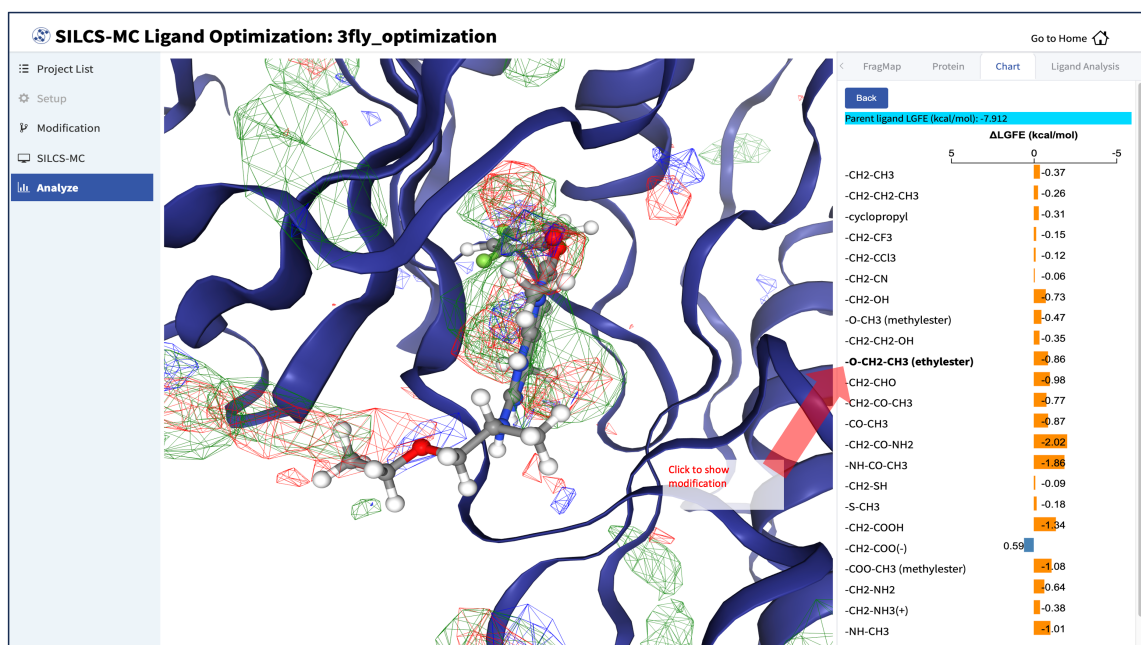 SILCS-MC Ligand Optimization: 3fly_optimization
Go to Home
Project List
Setup
Modification
SILCS-MC
Analyze
FragMap Protein Chart Ligand Analysis
Back
Parent ligand LGFE (kcal/mol): -7.912
ΔLGFE (kcal/mol)
5 0 -5
-CH2-CH3 -0.37
-CH2-CH2-CH3 -0.26
-cyclopropyl -0.31
-CH2-CF3 -0.15
-CH2-CCl3 -0.12
-CH2-CN -0.06
-CH2-OH -0.73
-O-CH3 (methylester) -0.47
-CH2-CH2-OH -0.35
-O-CH2-CH3 (ethylester) -0.86
-CH2-CHO -0.98
-CH2-CO-CH3 -0.77
-CO-CH3 -0.87
-CH2-CO-NH2 -2.02
-NH-CO-CH3 -1.86
-CH2-SH -0.09
-S-CH3 -0.18
-CH2-COOH -1.34
-CH2-COO(-) 0.59
-COO-CH3 (methylester) -1.08
-CH2-NH2 -0.64
-CH2-NH3(+) -0.38
-NH-CH3 -1.01
Click to show
modification